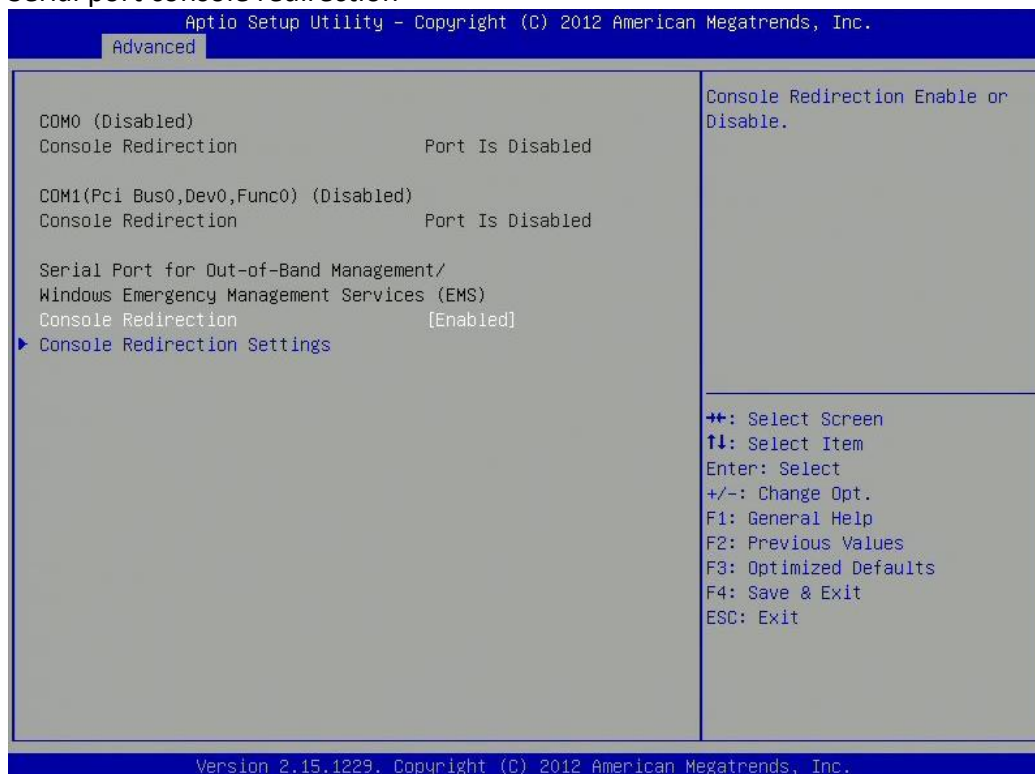 Serial port console redirection
Aptio Setup Utility – Copyright (C) 2012 American Megatrends, Inc.
Advanced
COM0 (Disabled)
Console Redirection Port Is Disabled
COM1(Pci Bus0,Dev0,Func0) (Disabled)
Console Redirection Port Is Disabled
Serial Port for Out-of-Band Management/
Windows Emergency Management Services (EMS)
Console Redirection [Enabled]
Console Redirection Settings
Console Redirection Enable or
Disable.
→←: Select Screen
↑↓: Select Item
Enter: Select
+/-: Change Opt.
F1: General Help
F2: Previous Values
F3: Optimized Defaults
F4: Save & Exit
ESC: Exit
Version 2.15.1229. Copyright (C) 2012 American Megatrends, Inc.